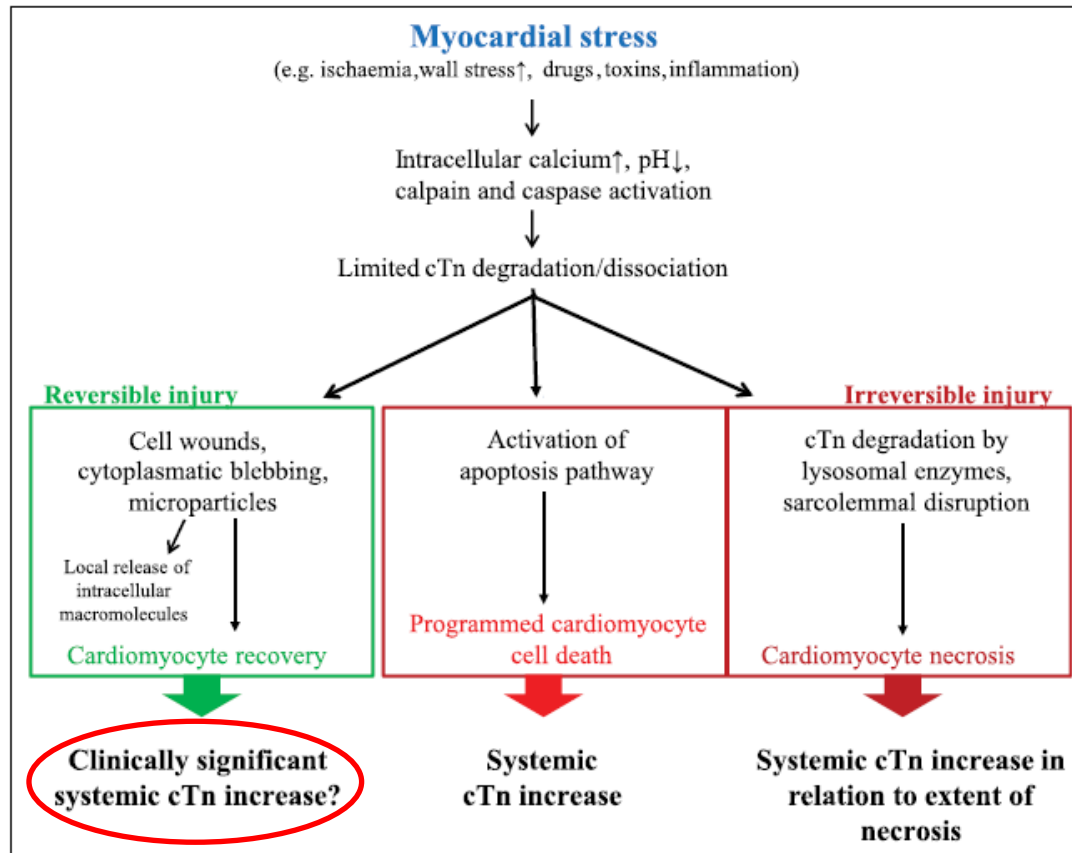 Myocardial stress
(e.g. ischaemia,wall stress↑, drugs,toxins,inflammation)
Intracellular calcium↑, pH↓,
calpain and caspase activation
Limited cTn degradation/dissociation
Reversible injury
Irreversible injury
Cell wounds,
cytoplasmatic blebbing,
microparticles
Local release of
intracellular
macromolecules
Cardiomyocyte recovery
Activation of
apoptosis pathway
Programmed cardiomyocyte
cell death
cTn degradation by
lysosomal enzymes,
sarcolemmal disruption
Cardiomyocyte necrosis
Clinically significant
systemic cTn increase?
Systemic
cTn increase
Systemic cTn increase in
relation to extent of
necrosis